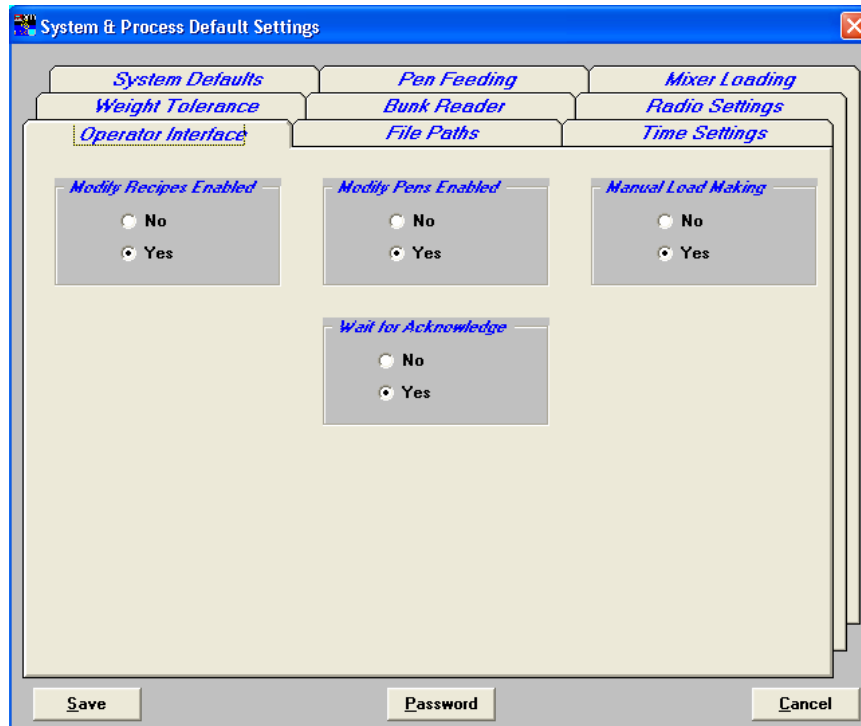 System & Process Default Settings
System Defaults
Pen Feeding
Mixer Loading
Weight Tolerance
Bunk Reader
Radio Settings
Operator Interface
File Paths
Time Settings
Modify Recipes Enabled
Modify Pens Enabled
Manual Load Making
No
No
No
Yes
Yes
Yes
Wait for Acknowledge
No
Yes
Save
Password
Cancel